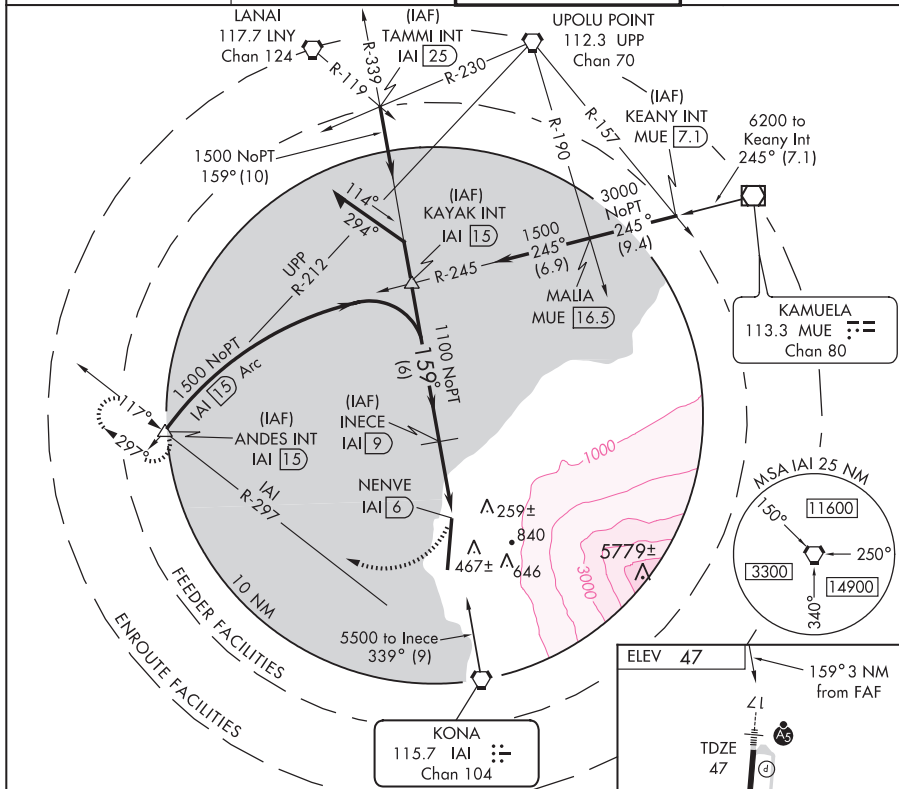 LANAI
117.7 LNY
Chan 124
(IAF)
TAMMI INT
IAI 25
UPOLU POINT
112.3 UPP
Chan 70
R-119
R-339
R-230
R-190
R-157
(IAF)
KEANY INT
MUE 7.1
6200 to
Keany Int
245° (7.1)
1500 NoPT
159° (10)
114°
294°
(IAF)
KAYAK INT
IAI 15
3000
NoPT
245°
(9.4)
1500
245°
(6.9)
R-245
UPP
R-212
MALIA
MUE 16.5
KAMUELA
113.3 MUE
Chan 80
1500 NoPT
IAI 15 Arc
1100 NoPT
159°
(6)
117°
297°
(IAF)
ANDES INT
IAI 15
(IAF)
INECE
IAI 9
IAI
R-297
NENVE
IAI 6
1000
259±
840
467±
646
5779±
3000
MSA IAI 25 NM
150°
11600
250°
3300
14900
340°
10 NM
FEEDER FACILITIES
ENROUTE FACILITIES
5500 to Inece
339° (9)
KONA
115.7 IAI
Chan 104
ELEV 47
159° 3 NM
from FAF
17
A5
TDZE
47
P